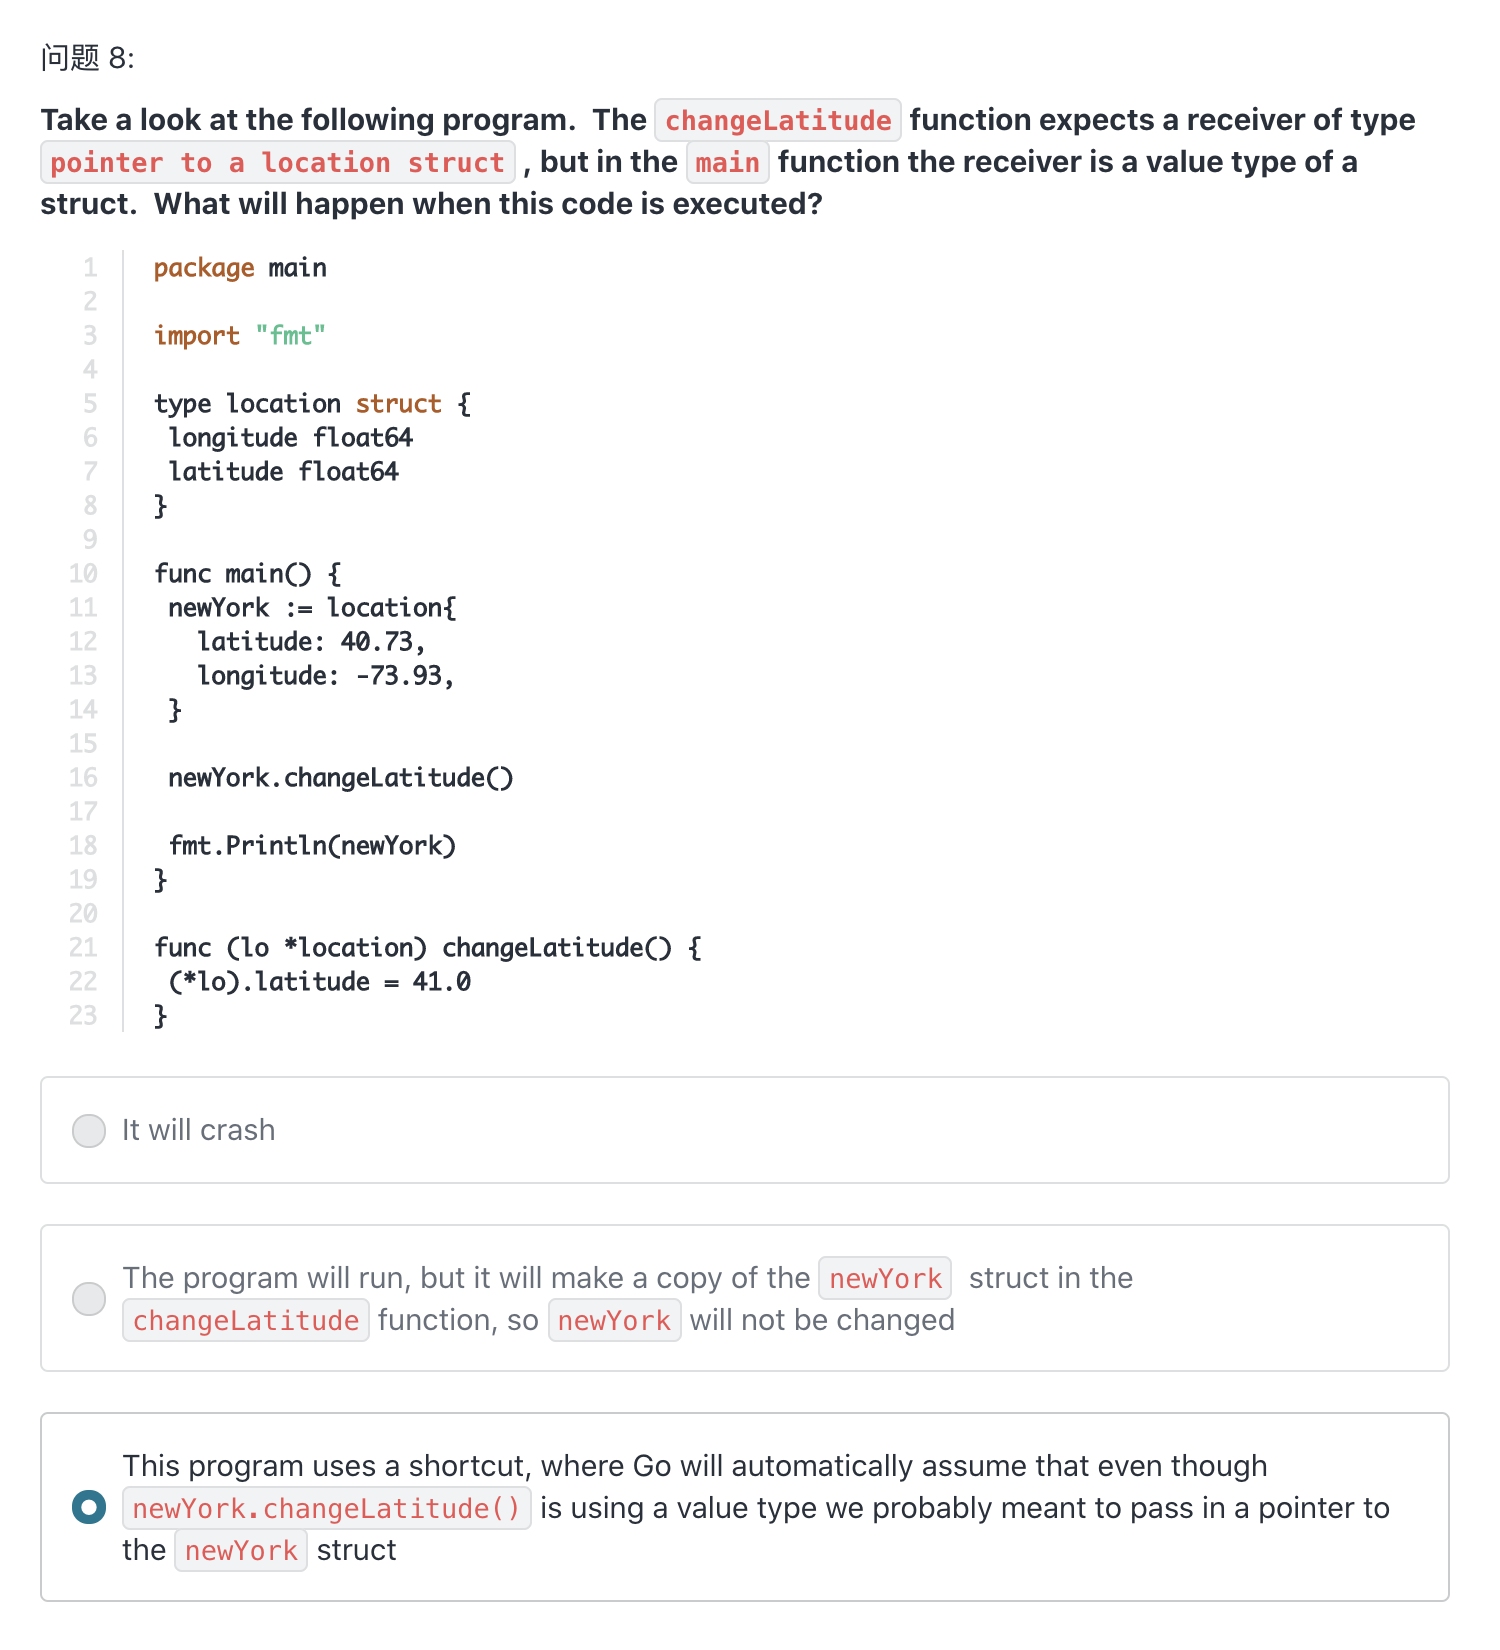 问题 8:
Take a look at the following program.  The changeLatitude function expects a receiver of type
pointer to a location struct , but in the main function the receiver is a value type of a
struct.  What will happen when this code is executed?
1 package main
2
3 import "fmt"
4
5 type location struct {
6  longitude float64
7  latitude float64
8 }
9
10 func main() {
11  newYork := location{
12    latitude: 40.73,
13    longitude: -73.93,
14  }
15
16  newYork.changeLatitude()
17
18  fmt.Println(newYork)
19 }
20
21 func (lo *location) changeLatitude() {
22  (*lo).latitude = 41.0
23 }
It will crash
The program will run, but it will make a copy of the newYork  struct in the
changeLatitude function, so newYork will not be changed
This program uses a shortcut, where Go will automatically assume that even though
newYork.changeLatitude() is using a value type we probably meant to pass in a pointer to
the newYork struct